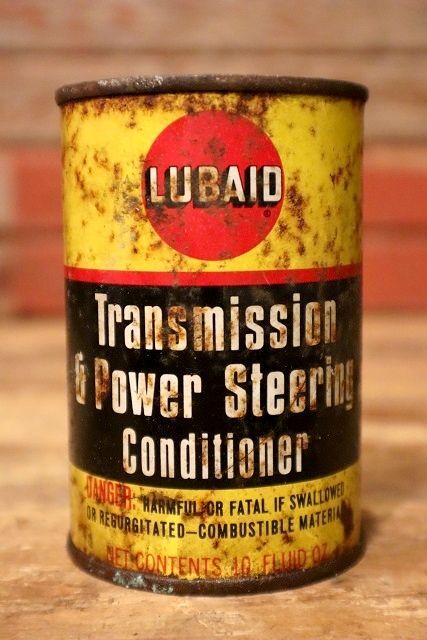 LUBAID
Transmission
& Power Steering
Conditioner
DANGER: HARMFUL OR FATAL IF SWALLOWED
OR REGURGITATED—COMBUSTIBLE MATERIAL
NET CONTENTS 10 FLUID OZ